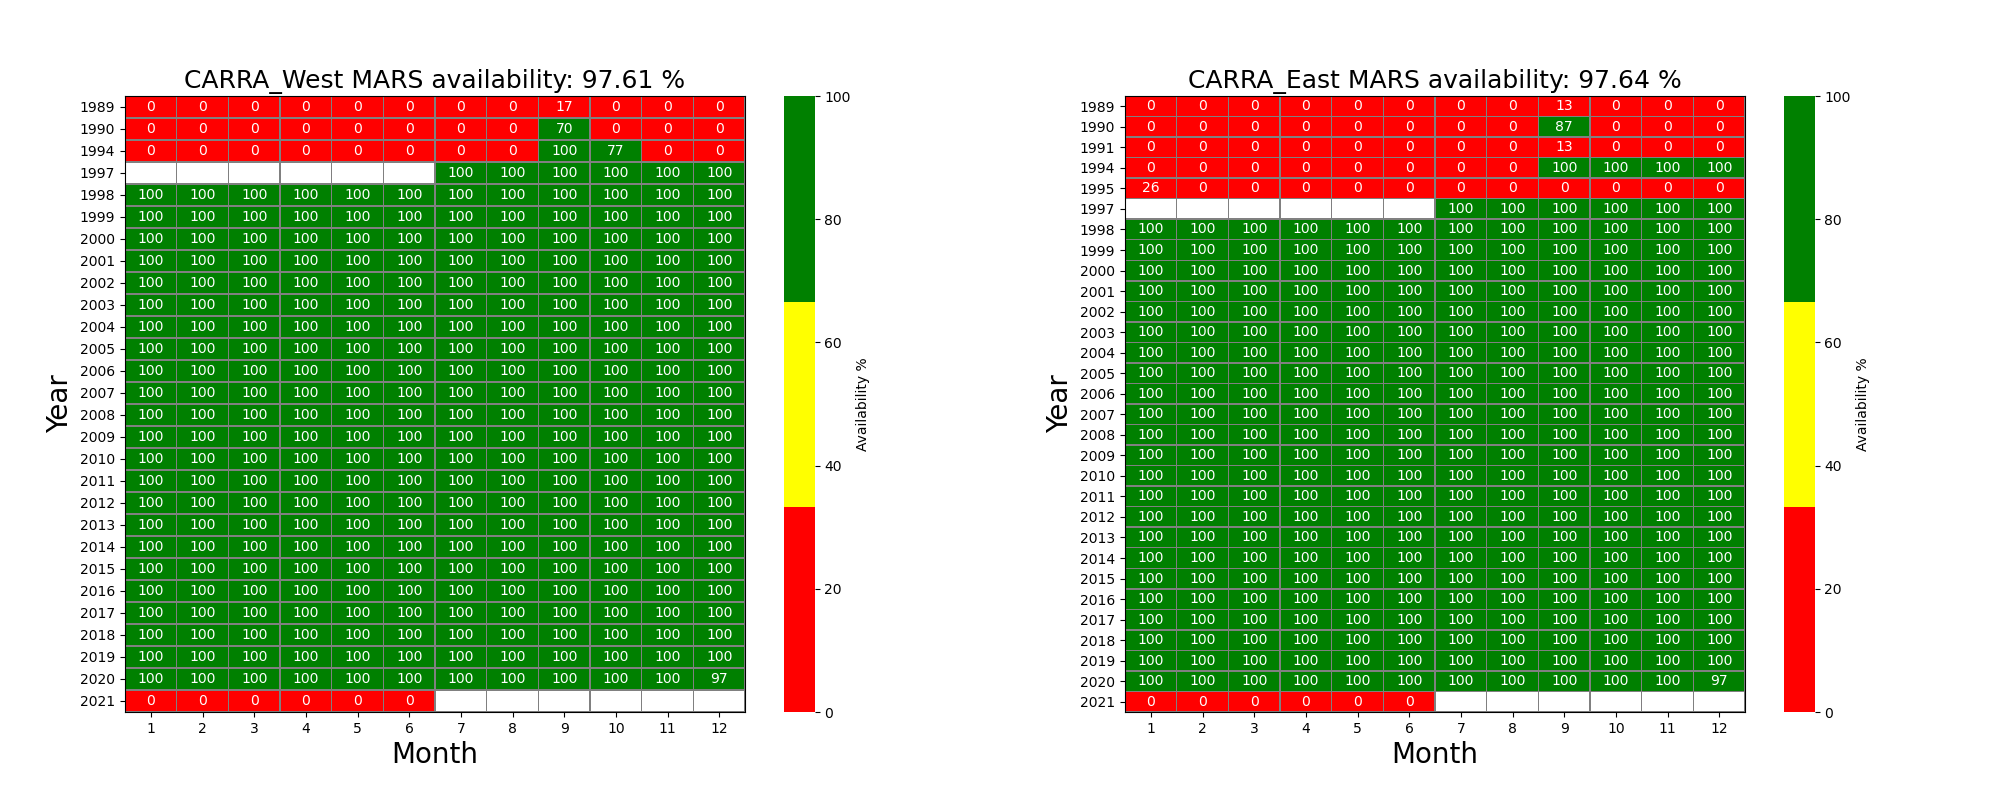 CARRA_West MARS availability: 97.61 %
1989 0 0 0 0 0 0 0 0 17 0 0 0
1990 0 0 0 0 0 0 0 0 70 0 0 0
1994 0 0 0 0 0 0 0 0 100 77 0 0
1997 100 100 100 100 100 100
1998 100 100 100 100 100 100 100 100 100 100 100 100
1999 100 100 100 100 100 100 100 100 100 100 100 100
2000 100 100 100 100 100 100 100 100 100 100 100 100
2001 100 100 100 100 100 100 100 100 100 100 100 100
2002 100 100 100 100 100 100 100 100 100 100 100 100
2003 100 100 100 100 100 100 100 100 100 100 100 100
2004 100 100 100 100 100 100 100 100 100 100 100 100
2005 100 100 100 100 100 100 100 100 100 100 100 100
2006 100 100 100 100 100 100 100 100 100 100 100 100
2007 100 100 100 100 100 100 100 100 100 100 100 100
2008 100 100 100 100 100 100 100 100 100 100 100 100
2009 100 100 100 100 100 100 100 100 100 100 100 100
2010 100 100 100 100 100 100 100 100 100 100 100 100
2011 100 100 100 100 100 100 100 100 100 100 100 100
2012 100 100 100 100 100 100 100 100 100 100 100 100
2013 100 100 100 100 100 100 100 100 100 100 100 100
2014 100 100 100 100 100 100 100 100 100 100 100 100
2015 100 100 100 100 100 100 100 100 100 100 100 100
2016 100 100 100 100 100 100 100 100 100 100 100 100
2017 100 100 100 100 100 100 100 100 100 100 100 100
2018 100 100 100 100 100 100 100 100 100 100 100 100
2019 100 100 100 100 100 100 100 100 100 100 100 100
2020 100 100 100 100 100 100 100 100 100 100 100 97
2021 0 0 0 0 0 0
1 2 3 4 5 6 7 8 9 10 11 12
Month
Year
100
80
60
40
20
0
Availability %
CARRA_East MARS availability: 97.64 %
1989 0 0 0 0 0 0 0 0 13 0 0 0
1990 0 0 0 0 0 0 0 0 87 0 0 0
1991 0 0 0 0 0 0 0 0 13 0 0 0
1994 0 0 0 0 0 0 0 0 100 100 100 100
1995 26 0 0 0 0 0 0 0 0 0 0 0
1997 100 100 100 100 100 100
1998 100 100 100 100 100 100 100 100 100 100 100 100
1999 100 100 100 100 100 100 100 100 100 100 100 100
2000 100 100 100 100 100 100 100 100 100 100 100 100
2001 100 100 100 100 100 100 100 100 100 100 100 100
2002 100 100 100 100 100 100 100 100 100 100 100 100
2003 100 100 100 100 100 100 100 100 100 100 100 100
2004 100 100 100 100 100 100 100 100 100 100 100 100
2005 100 100 100 100 100 100 100 100 100 100 100 100
2006 100 100 100 100 100 100 100 100 100 100 100 100
2007 100 100 100 100 100 100 100 100 100 100 100 100
2008 100 100 100 100 100 100 100 100 100 100 100 100
2009 100 100 100 100 100 100 100 100 100 100 100 100
2010 100 100 100 100 100 100 100 100 100 100 100 100
2011 100 100 100 100 100 100 100 100 100 100 100 100
2012 100 100 100 100 100 100 100 100 100 100 100 100
2013 100 100 100 100 100 100 100 100 100 100 100 100
2014 100 100 100 100 100 100 100 100 100 100 100 100
2015 100 100 100 100 100 100 100 100 100 100 100 100
2016 100 100 100 100 100 100 100 100 100 100 100 100
2017 100 100 100 100 100 100 100 100 100 100 100 100
2018 100 100 100 100 100 100 100 100 100 100 100 100
2019 100 100 100 100 100 100 100 100 100 100 100 100
2020 100 100 100 100 100 100 100 100 100 100 100 97
2021 0 0 0 0 0 0
1 2 3 4 5 6 7 8 9 10 11 12
Month
Year
100
80
60
40
20
0
Availability %